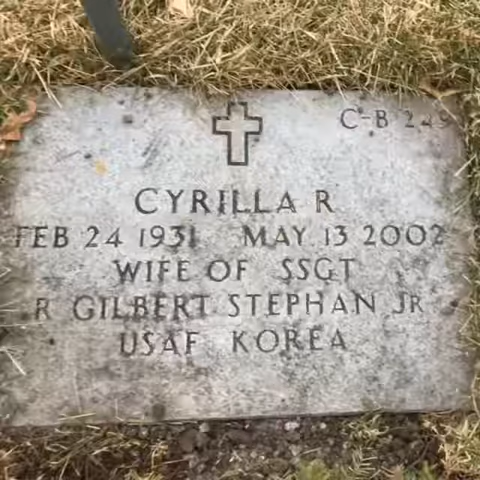 C-B 249
CYRILLA R
FEB 24 1931 MAY 13 2002
WIFE OF SSGT
R GILBERT STEPHAN JR
USAF KOREA